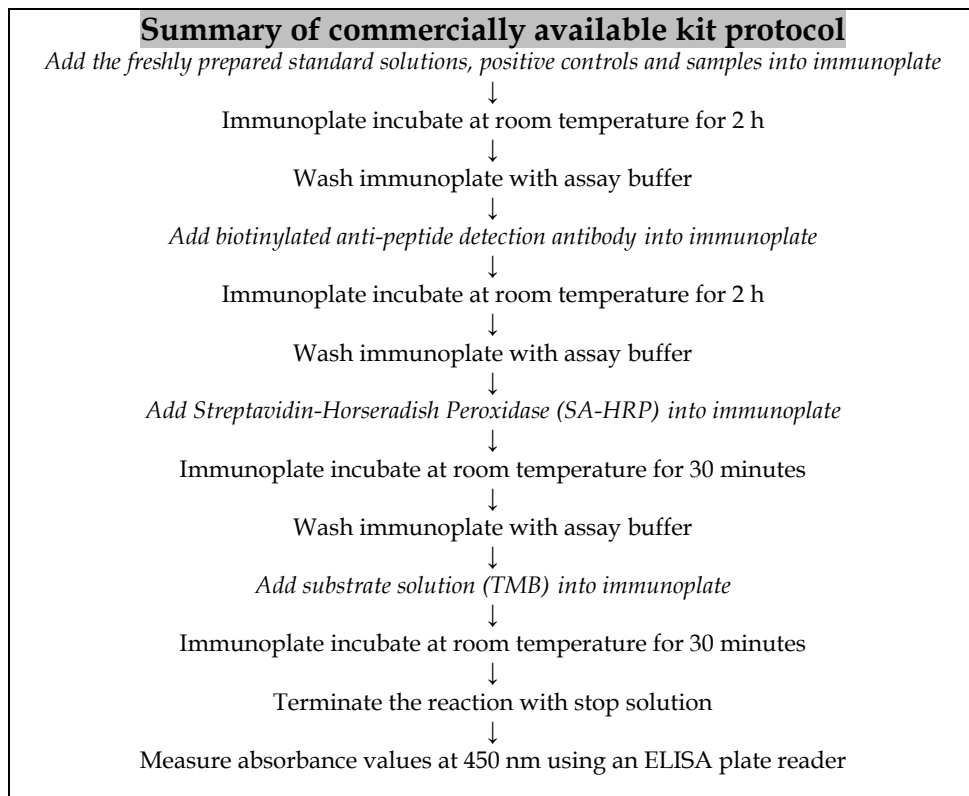 Summary of commercially available kit protocol
Add the freshly prepared standard solutions, positive controls and samples into immunoplate
↓
Immunoplate incubate at room temperature for 2 h
↓
Wash immunoplate with assay buffer
↓
Add biotinylated anti-peptide detection antibody into immunoplate
↓
Immunoplate incubate at room temperature for 2 h
↓
Wash immunoplate with assay buffer
↓
Add Streptavidin-Horseradish Peroxidase (SA-HRP) into immunoplate
↓
Immunoplate incubate at room temperature for 30 minutes
↓
Wash immunoplate with assay buffer
↓
Add substrate solution (TMB) into immunoplate
↓
Immunoplate incubate at room temperature for 30 minutes
↓
Terminate the reaction with stop solution
↓
Measure absorbance values at 450 nm using an ELISA plate reader